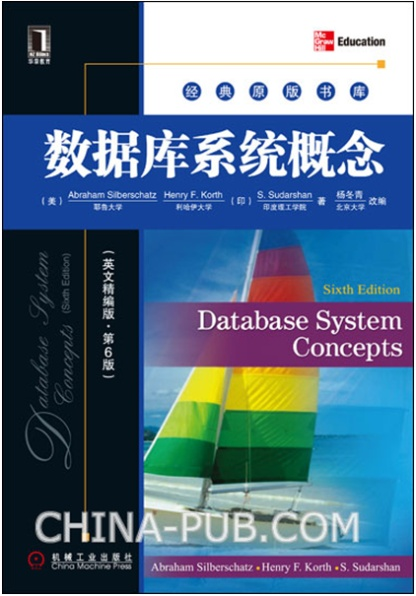 华章教育
Mc
Graw
Hill
Education
经典原版书库
数据库系统概念
(美) Abraham Silberschatz Henry F. Korth (印) S. Sudarshan 著 杨冬青 改编
耶鲁大学 利哈伊大学 印度理工学院 北京大学
(英文精编版·第6版)
Database System
Concepts
(Sixth Edition)
Sixth Edition
Database System
Concepts
CHINA-PUB.COM
机械工业出版社
China Machine Press
Abraham Silberschatz · Henry F. Korth · S. Sudarshan